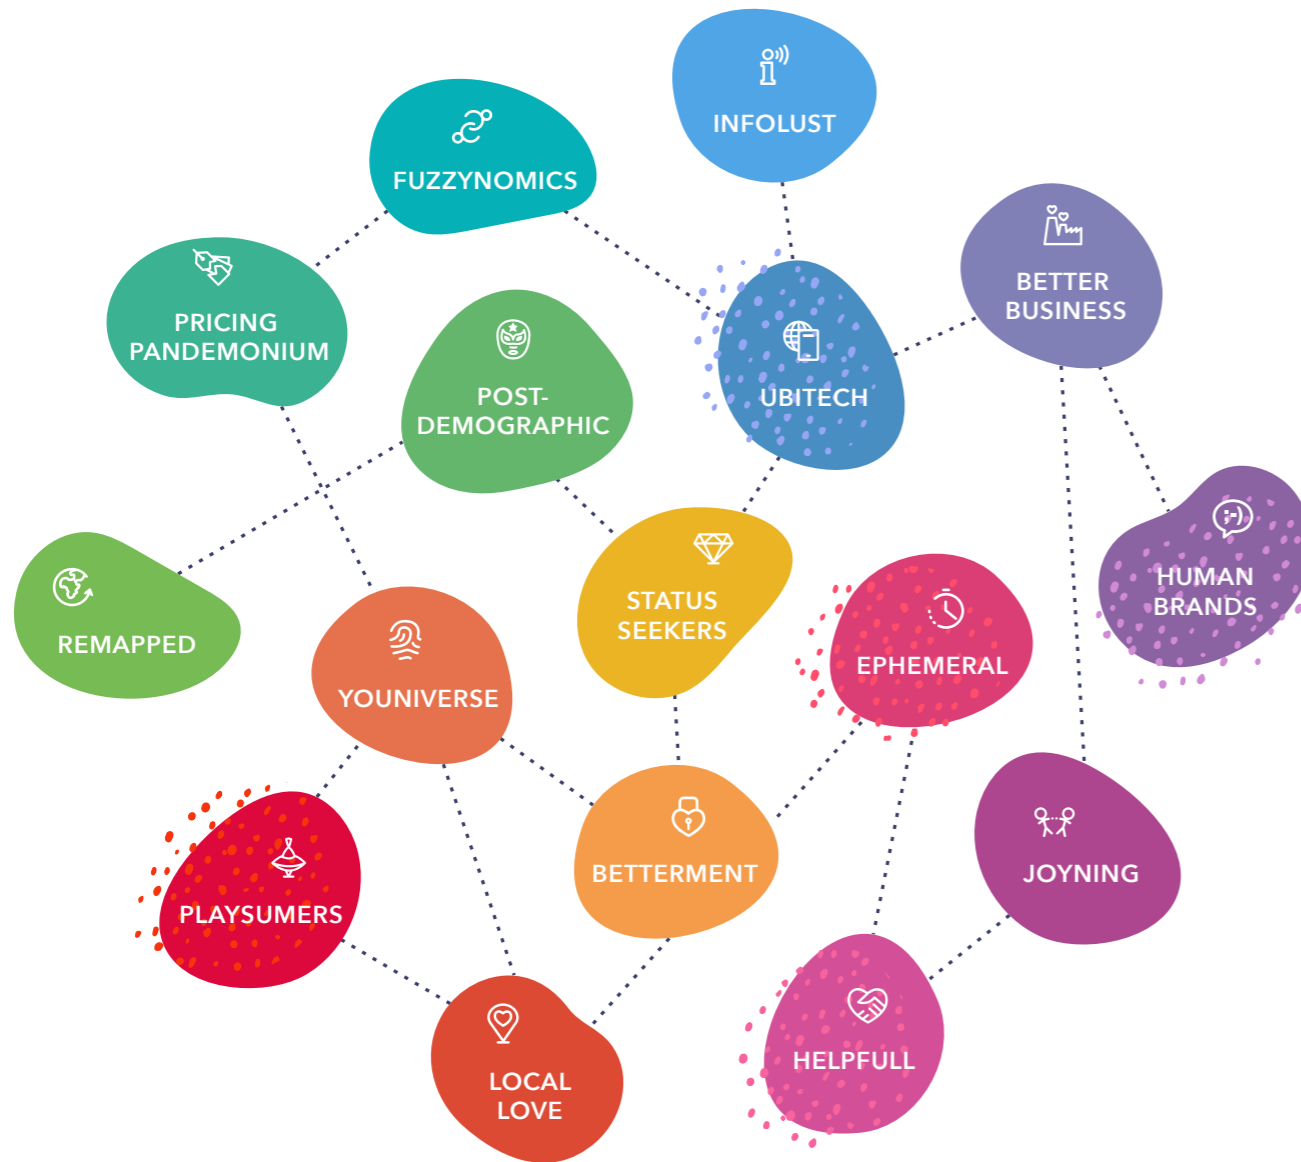 INFOLUST
FUZZYNOMICS
BETTER
BUSINESS
PRICING
PANDEMONIUM
POST-
DEMOGRAPHIC
UBITECH
HUMAN
BRANDS
STATUS
SEEKERS
REMAPPED
EPHEMERAL
YOUNIVERSE
BETTERMENT
JOYNING
PLAYSUMERS
HELPFULL
LOCAL
LOVE